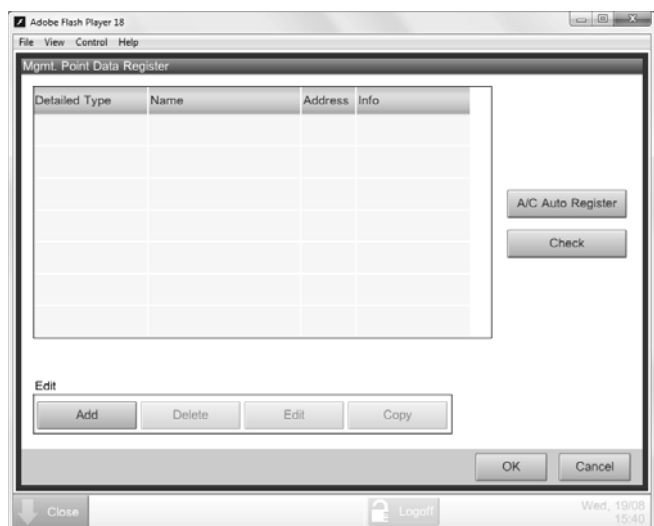 Adobe Flash Player 18
File View Control Help
Mgmt. Point Data Register
Detailed Type Name Address Info
A/C Auto Register
Check
Edit
Add Delete Edit Copy
OK Cancel
Close Logoff Wed, 19/08
15:40